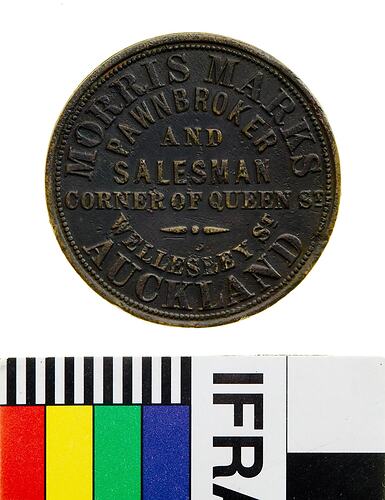 MORRIS MARKS
PAWNBROKER
AND
SALESMAN
CORNER OF QUEEN ST
WELLESLEY ST
AUCKLAND
IFRA